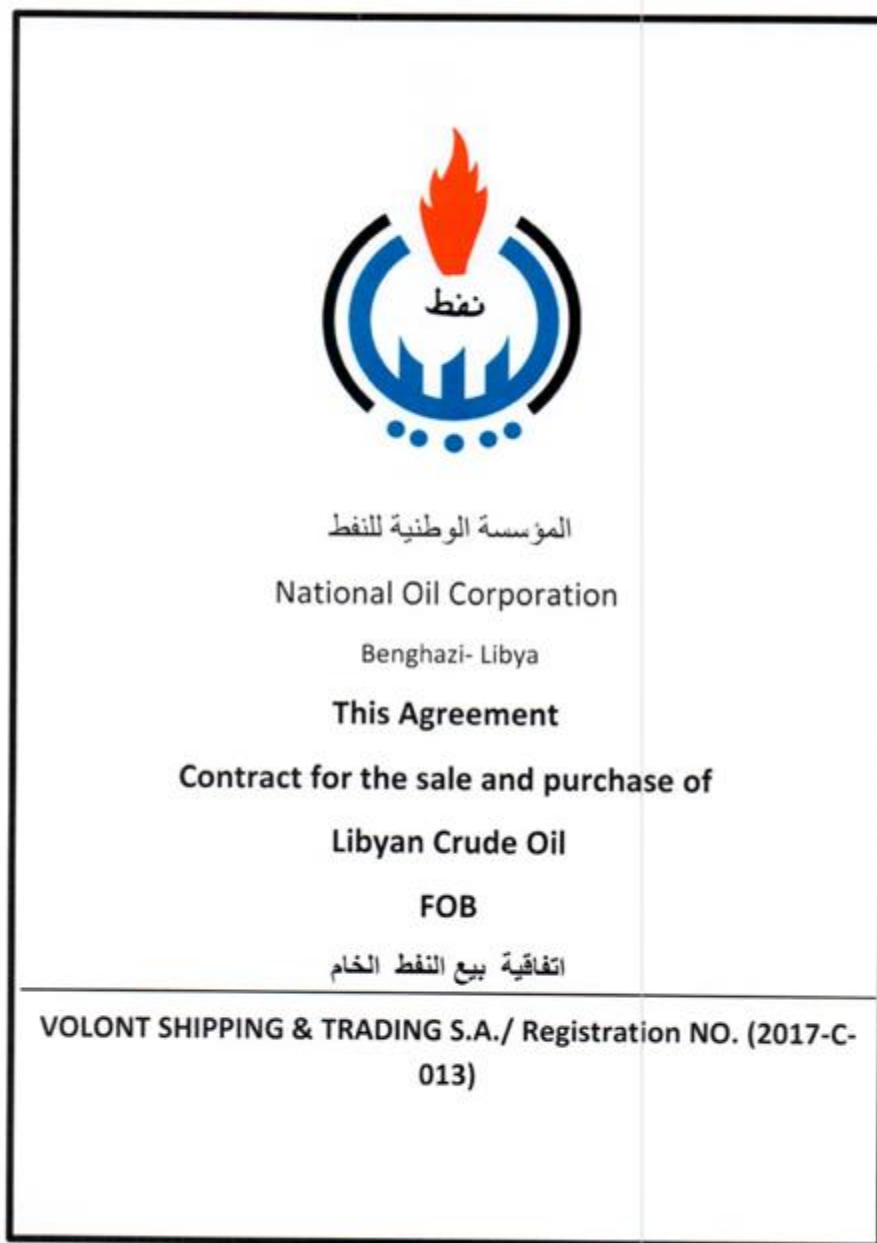 نفط
المؤسسة الوطنية للنفط
National Oil Corporation
Benghazi- Libya
This Agreement
Contract for the sale and purchase of
Libyan Crude Oil
FOB
اتفاقية بيع النفط الخام
VOLONT SHIPPING & TRADING S.A./ Registration NO. (2017-C-
013)